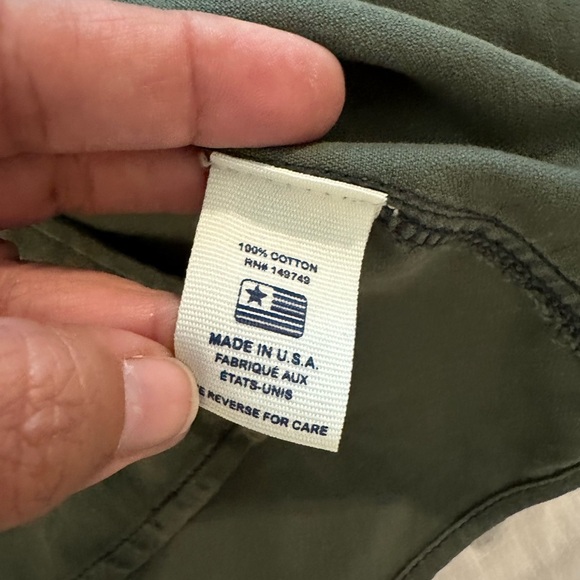 100% COTTON
RN# 149749
MADE IN U.S.A.
FABRIQUÉ AUX
ÉTATS-UNIS
REVERSE FOR CARE